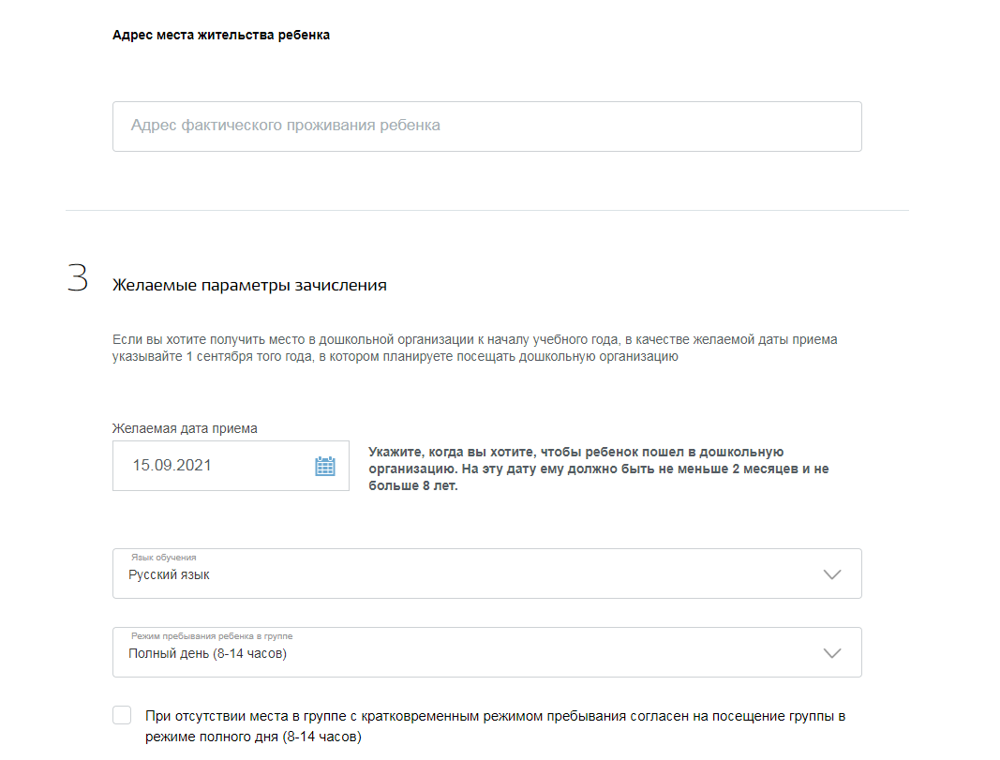 Адрес места жительства ребенка
Адрес фактического проживания ребенка
3
Желаемые параметры зачисления
Если вы хотите получить место в дошкольной организации к началу учебного года, в качестве желаемой даты приема
указывайте 1 сентября того года, в котором планируете посещать дошкольную организацию
Желаемая дата приема
15.09.2021
Укажите, когда вы хотите, чтобы ребенок пошел в дошкольную
организацию. На эту дату ему должно быть не меньше 2 месяцев и не
больше 8 лет.
Язык обучения
Русский язык
Режим пребывания ребенка в группе
Полный день (8-14 часов)
При отсутствии места в группе с кратковременным режимом пребывания согласен на посещение группы в
режиме полного дня (8-14 часов)